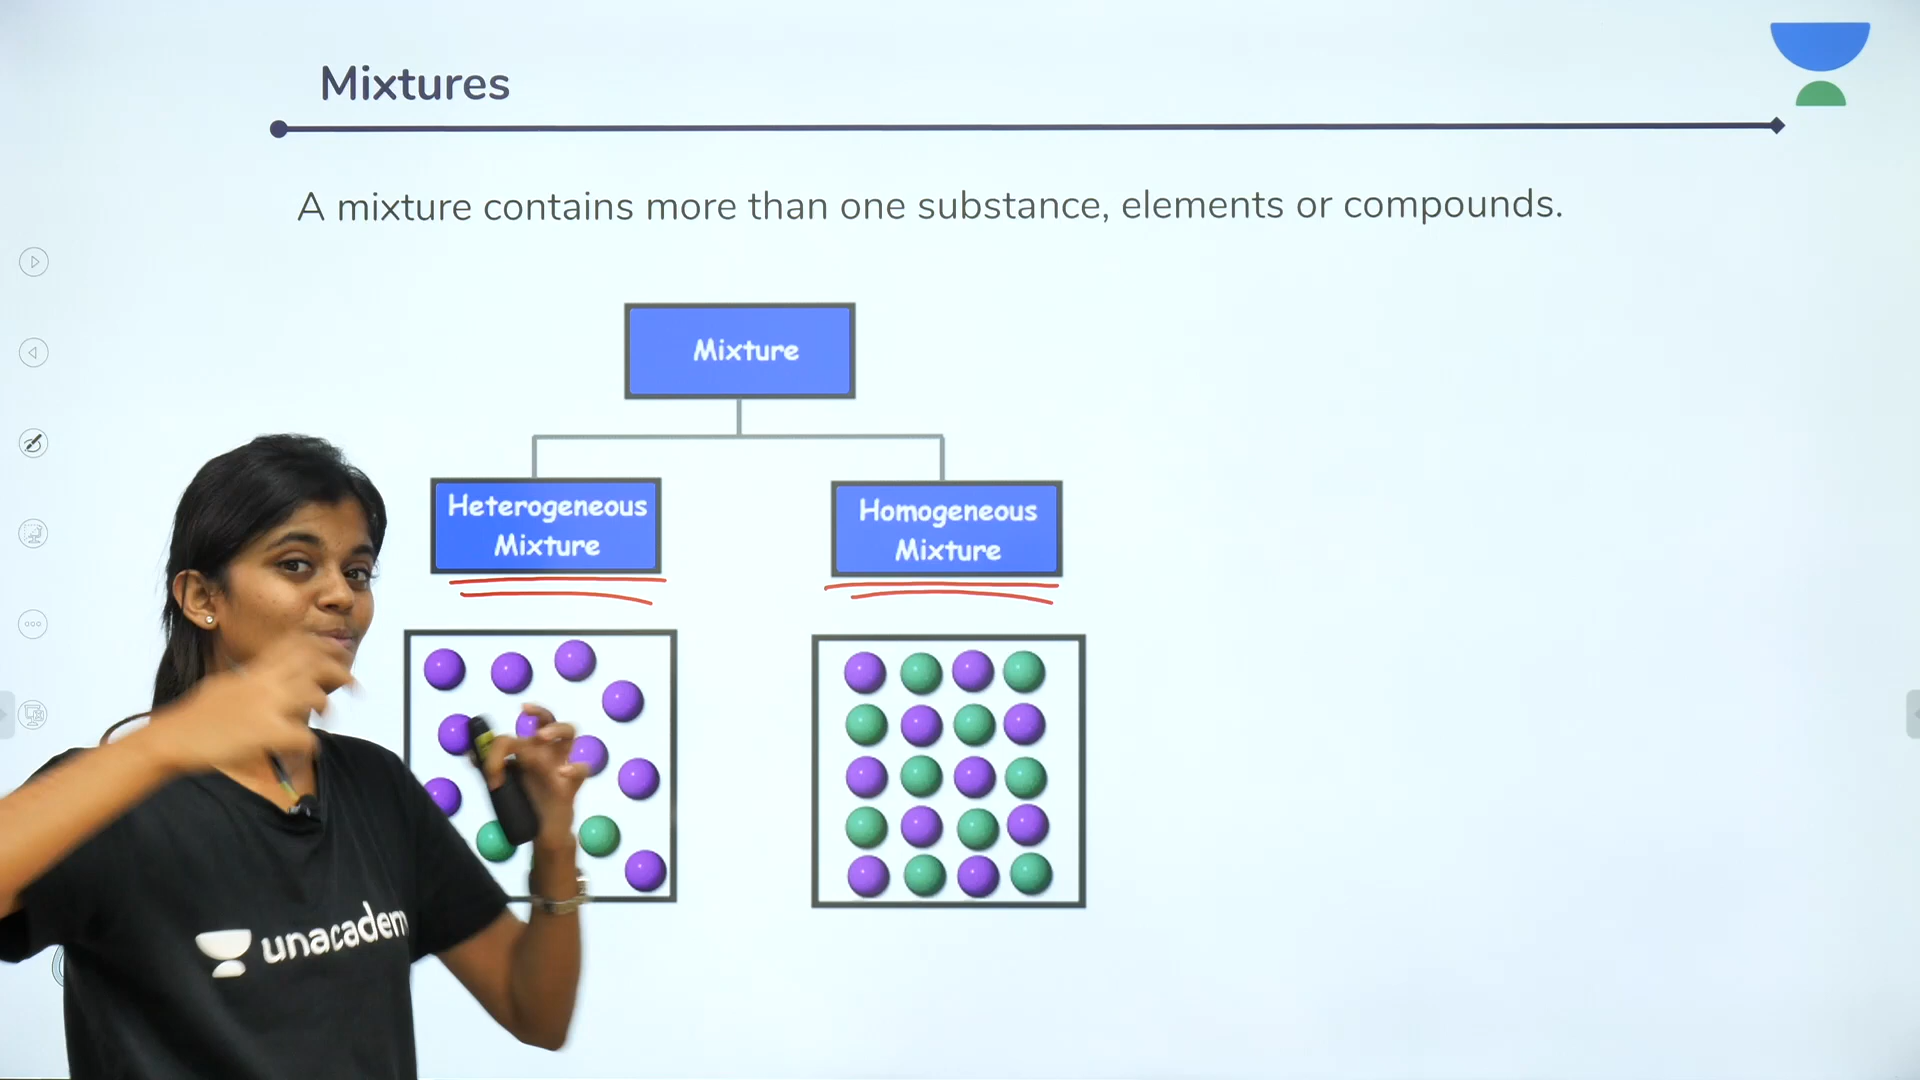 Mixtures
A mixture contains more than one substance, elements or compounds.
Mixture
Heterogeneous
Mixture
Homogeneous
Mixture
unacadem